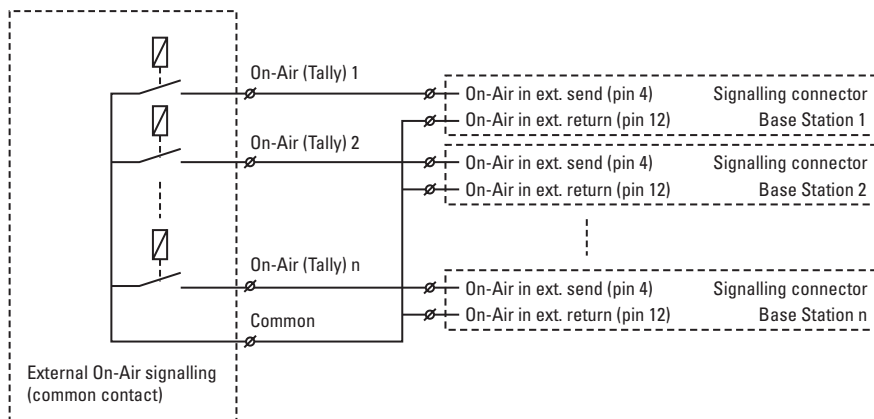 On-Air (Tally) 1
On-Air in ext. send (pin 4) Signalling connector
On-Air in ext. return (pin 12) Base Station 1
On-Air (Tally) 2
On-Air in ext. send (pin 4) Signalling connector
On-Air in ext. return (pin 12) Base Station 2
On-Air (Tally) n
On-Air in ext. send (pin 4) Signalling connector
On-Air in ext. return (pin 12) Base Station n
Common
External On-Air signalling
(common contact)